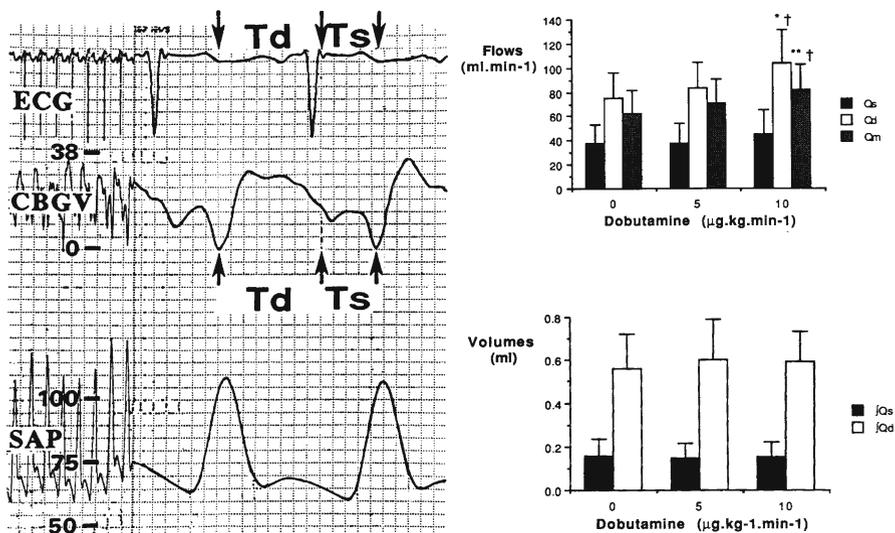 Td Ts
ECG
38
CBGV
0
Td Ts
100
SAP
75
50
Flows
(ml.min-1)
140
120
100
80
60
40
20
0
* †
** †
Qs
Qd
Qm
0 5 10
Dobutamine (µg.kg.min-1)
Volumes
(ml)
0.8
0.6
0.4
0.2
0.0
∫Qs
∫Qd
0 5 10
Dobutamine (µg.kg-1.min-1)